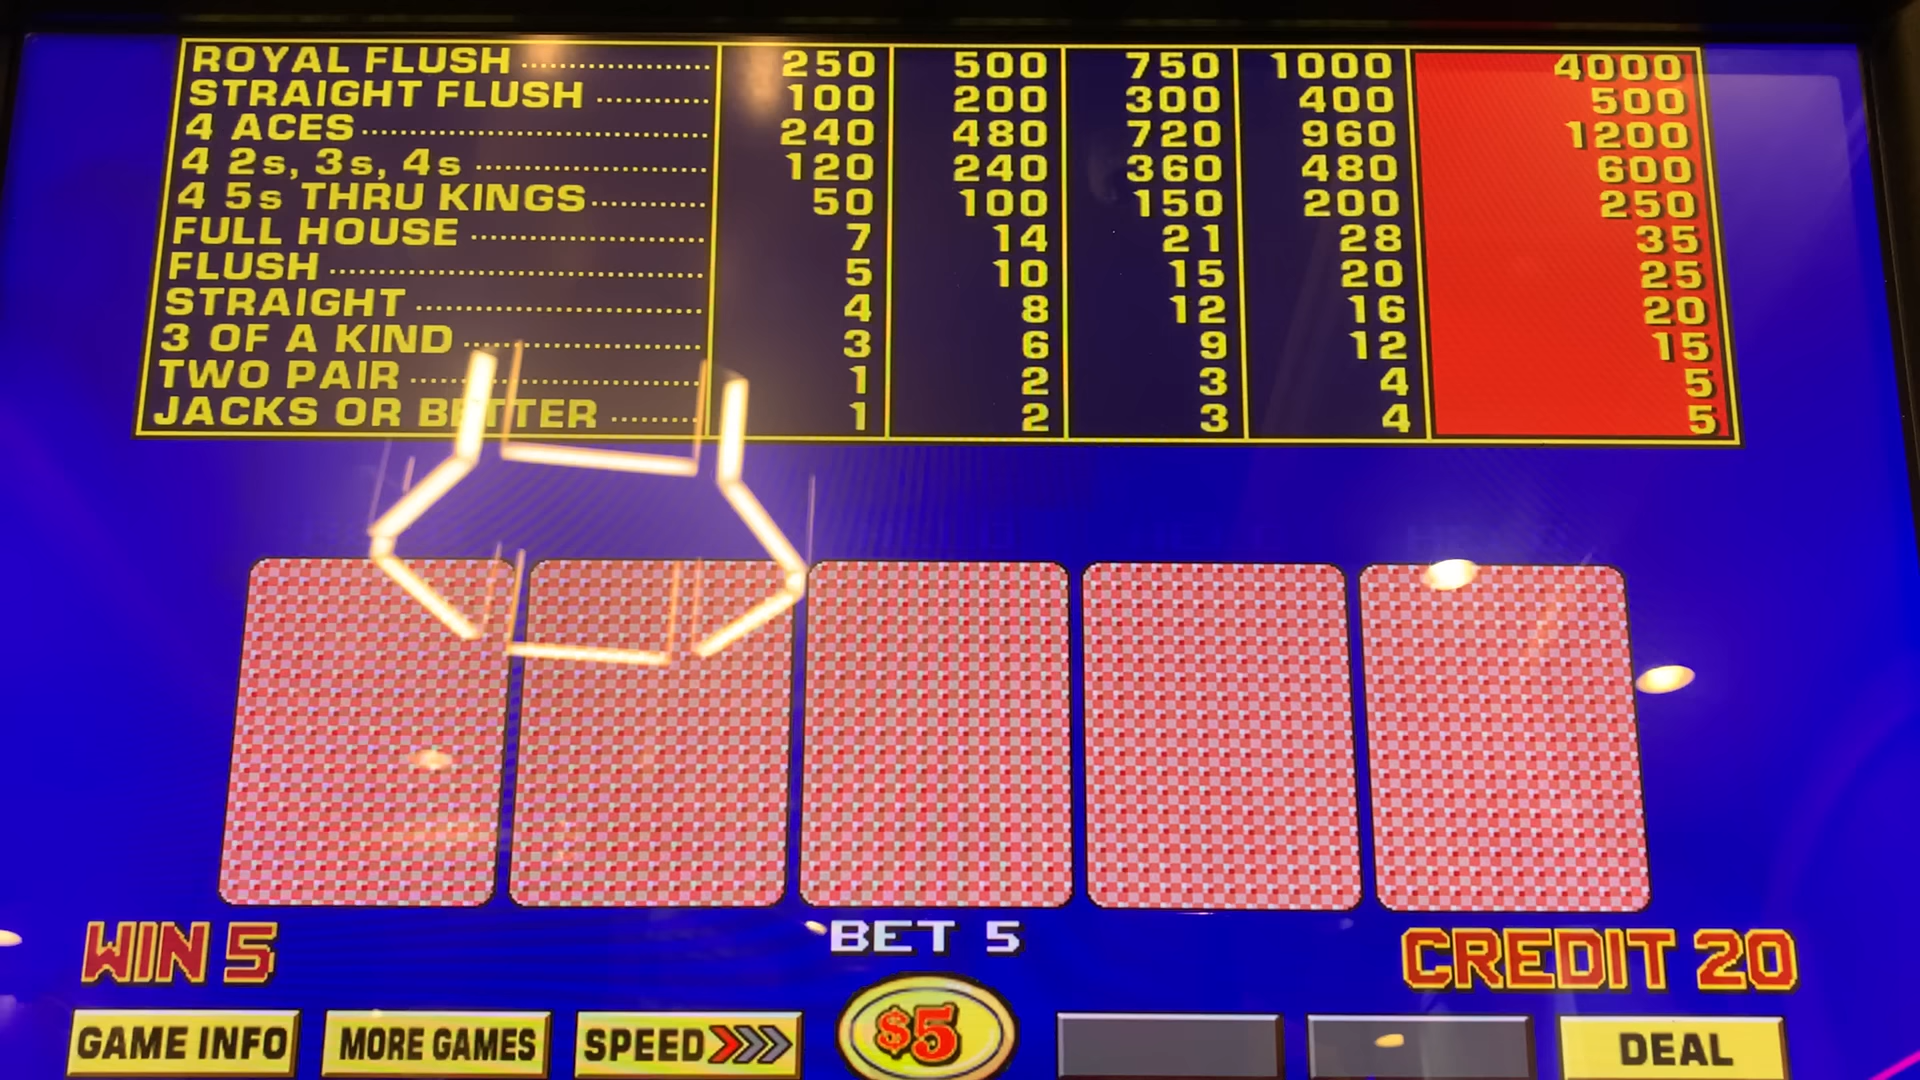 ROYAL FLUSH 250 500 750 1000 4000
STRAIGHT FLUSH 100 200 300 400 500
4 ACES 240 480 720 960 1200
4 2s, 3s, 4s 120 240 360 480 600
4 5s THRU KINGS 50 100 150 200 250
FULL HOUSE 7 14 21 28 35
FLUSH 5 10 15 20 25
STRAIGHT 4 8 12 16 20
3 OF A KIND 3 6 9 12 15
TWO PAIR 1 2 3 4 5
JACKS OR BETTER 1 2 3 4 5
WIN 5 BET 5 CREDIT 20
GAME INFO MORE GAMES SPEED $5 DEAL